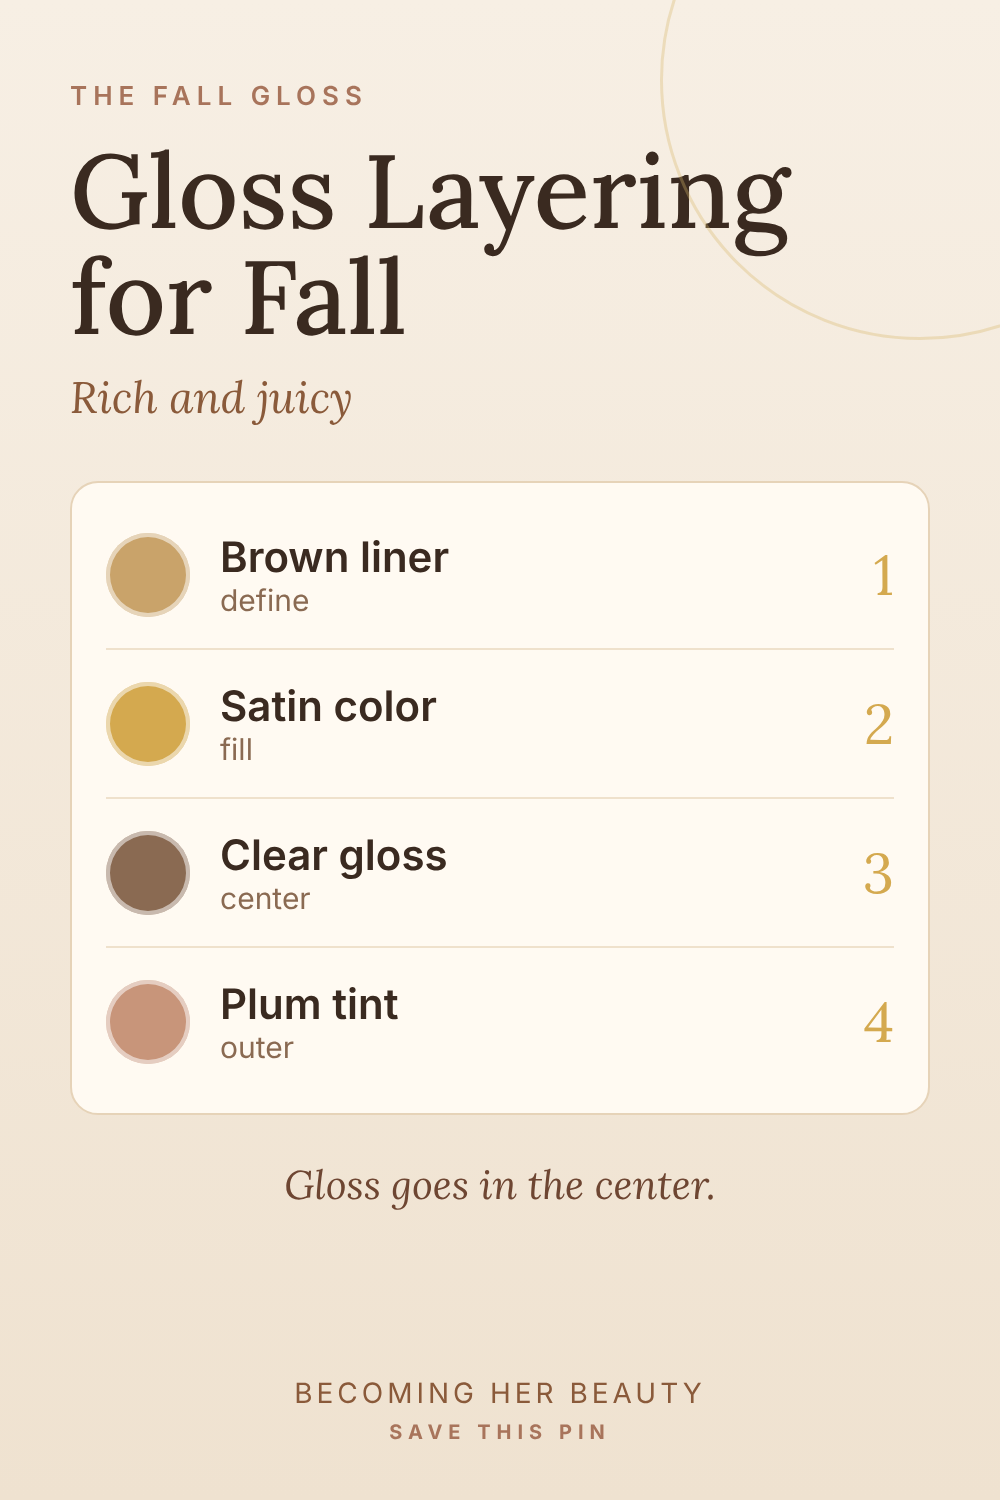 THE FALL GLOSS
Gloss Layering
for Fall
Rich and juicy
Brown liner
define
1
Satin color
fill
2
Clear gloss
center
3
Plum tint
outer
4
Gloss goes in the center.
BECOMING HER BEAUTY
SAVE THIS PIN